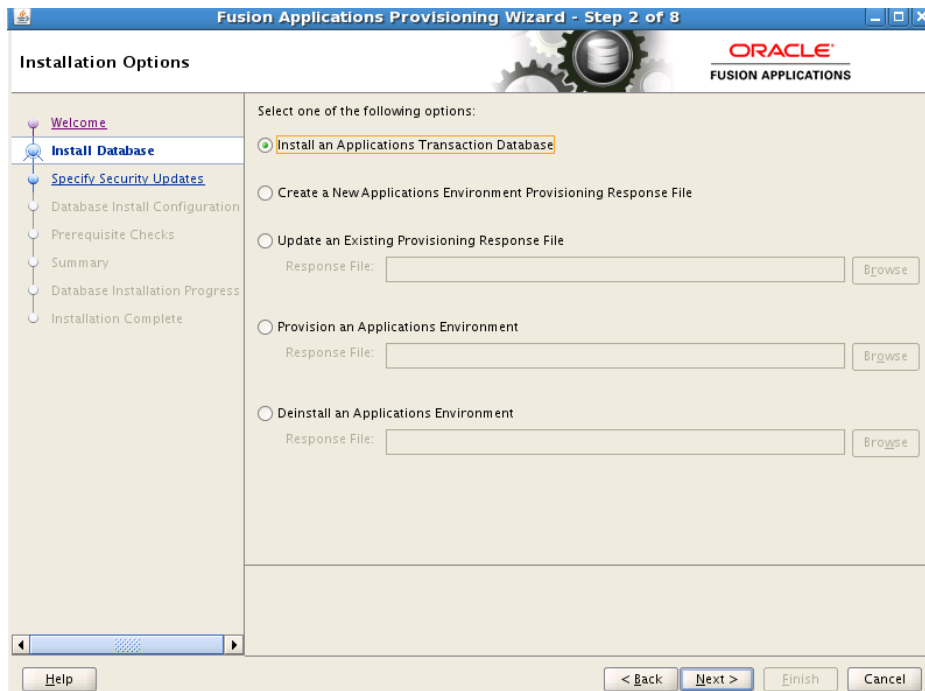 Fusion Applications Provisioning Wizard - Step 2 of 8
Installation Options
ORACLE
FUSION APPLICATIONS
Welcome
Install Database
Specify Security Updates
Database Install Configuration
Prerequisite Checks
Summary
Database Installation Progress
Installation Complete
Select one of the following options:
Install an Applications Transaction Database
Create a New Applications Environment Provisioning Response File
Update an Existing Provisioning Response File
Response File: Browse
Provision an Applications Environment
Response File: Browse
Deinstall an Applications Environment
Response File: Browse
Help < Back Next > Finish Cancel